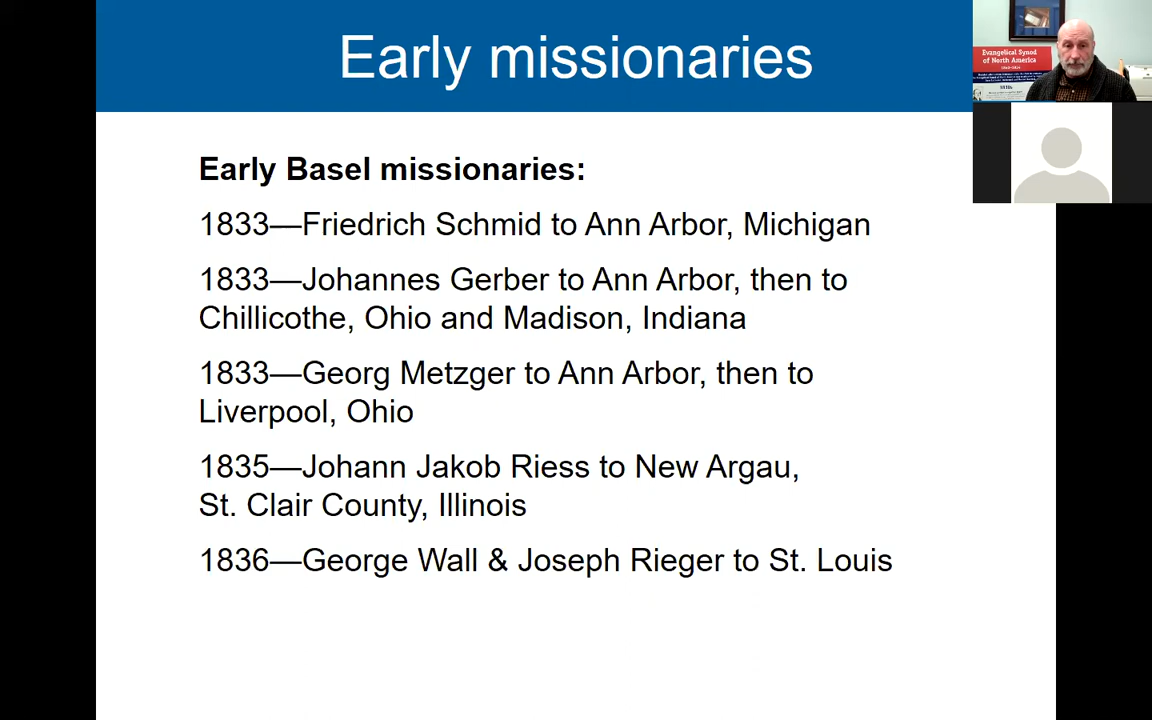 Early missionaries
Evangelical Synod
of North America
Early Basel missionaries:
1833—Friedrich Schmid to Ann Arbor, Michigan
1833—Johannes Gerber to Ann Arbor, then to
Chillicothe, Ohio and Madison, Indiana
1833—Georg Metzger to Ann Arbor, then to
Liverpool, Ohio
1835—Johann Jakob Riess to New Argau,
St. Clair County, Illinois
1836—George Wall & Joseph Rieger to St. Louis